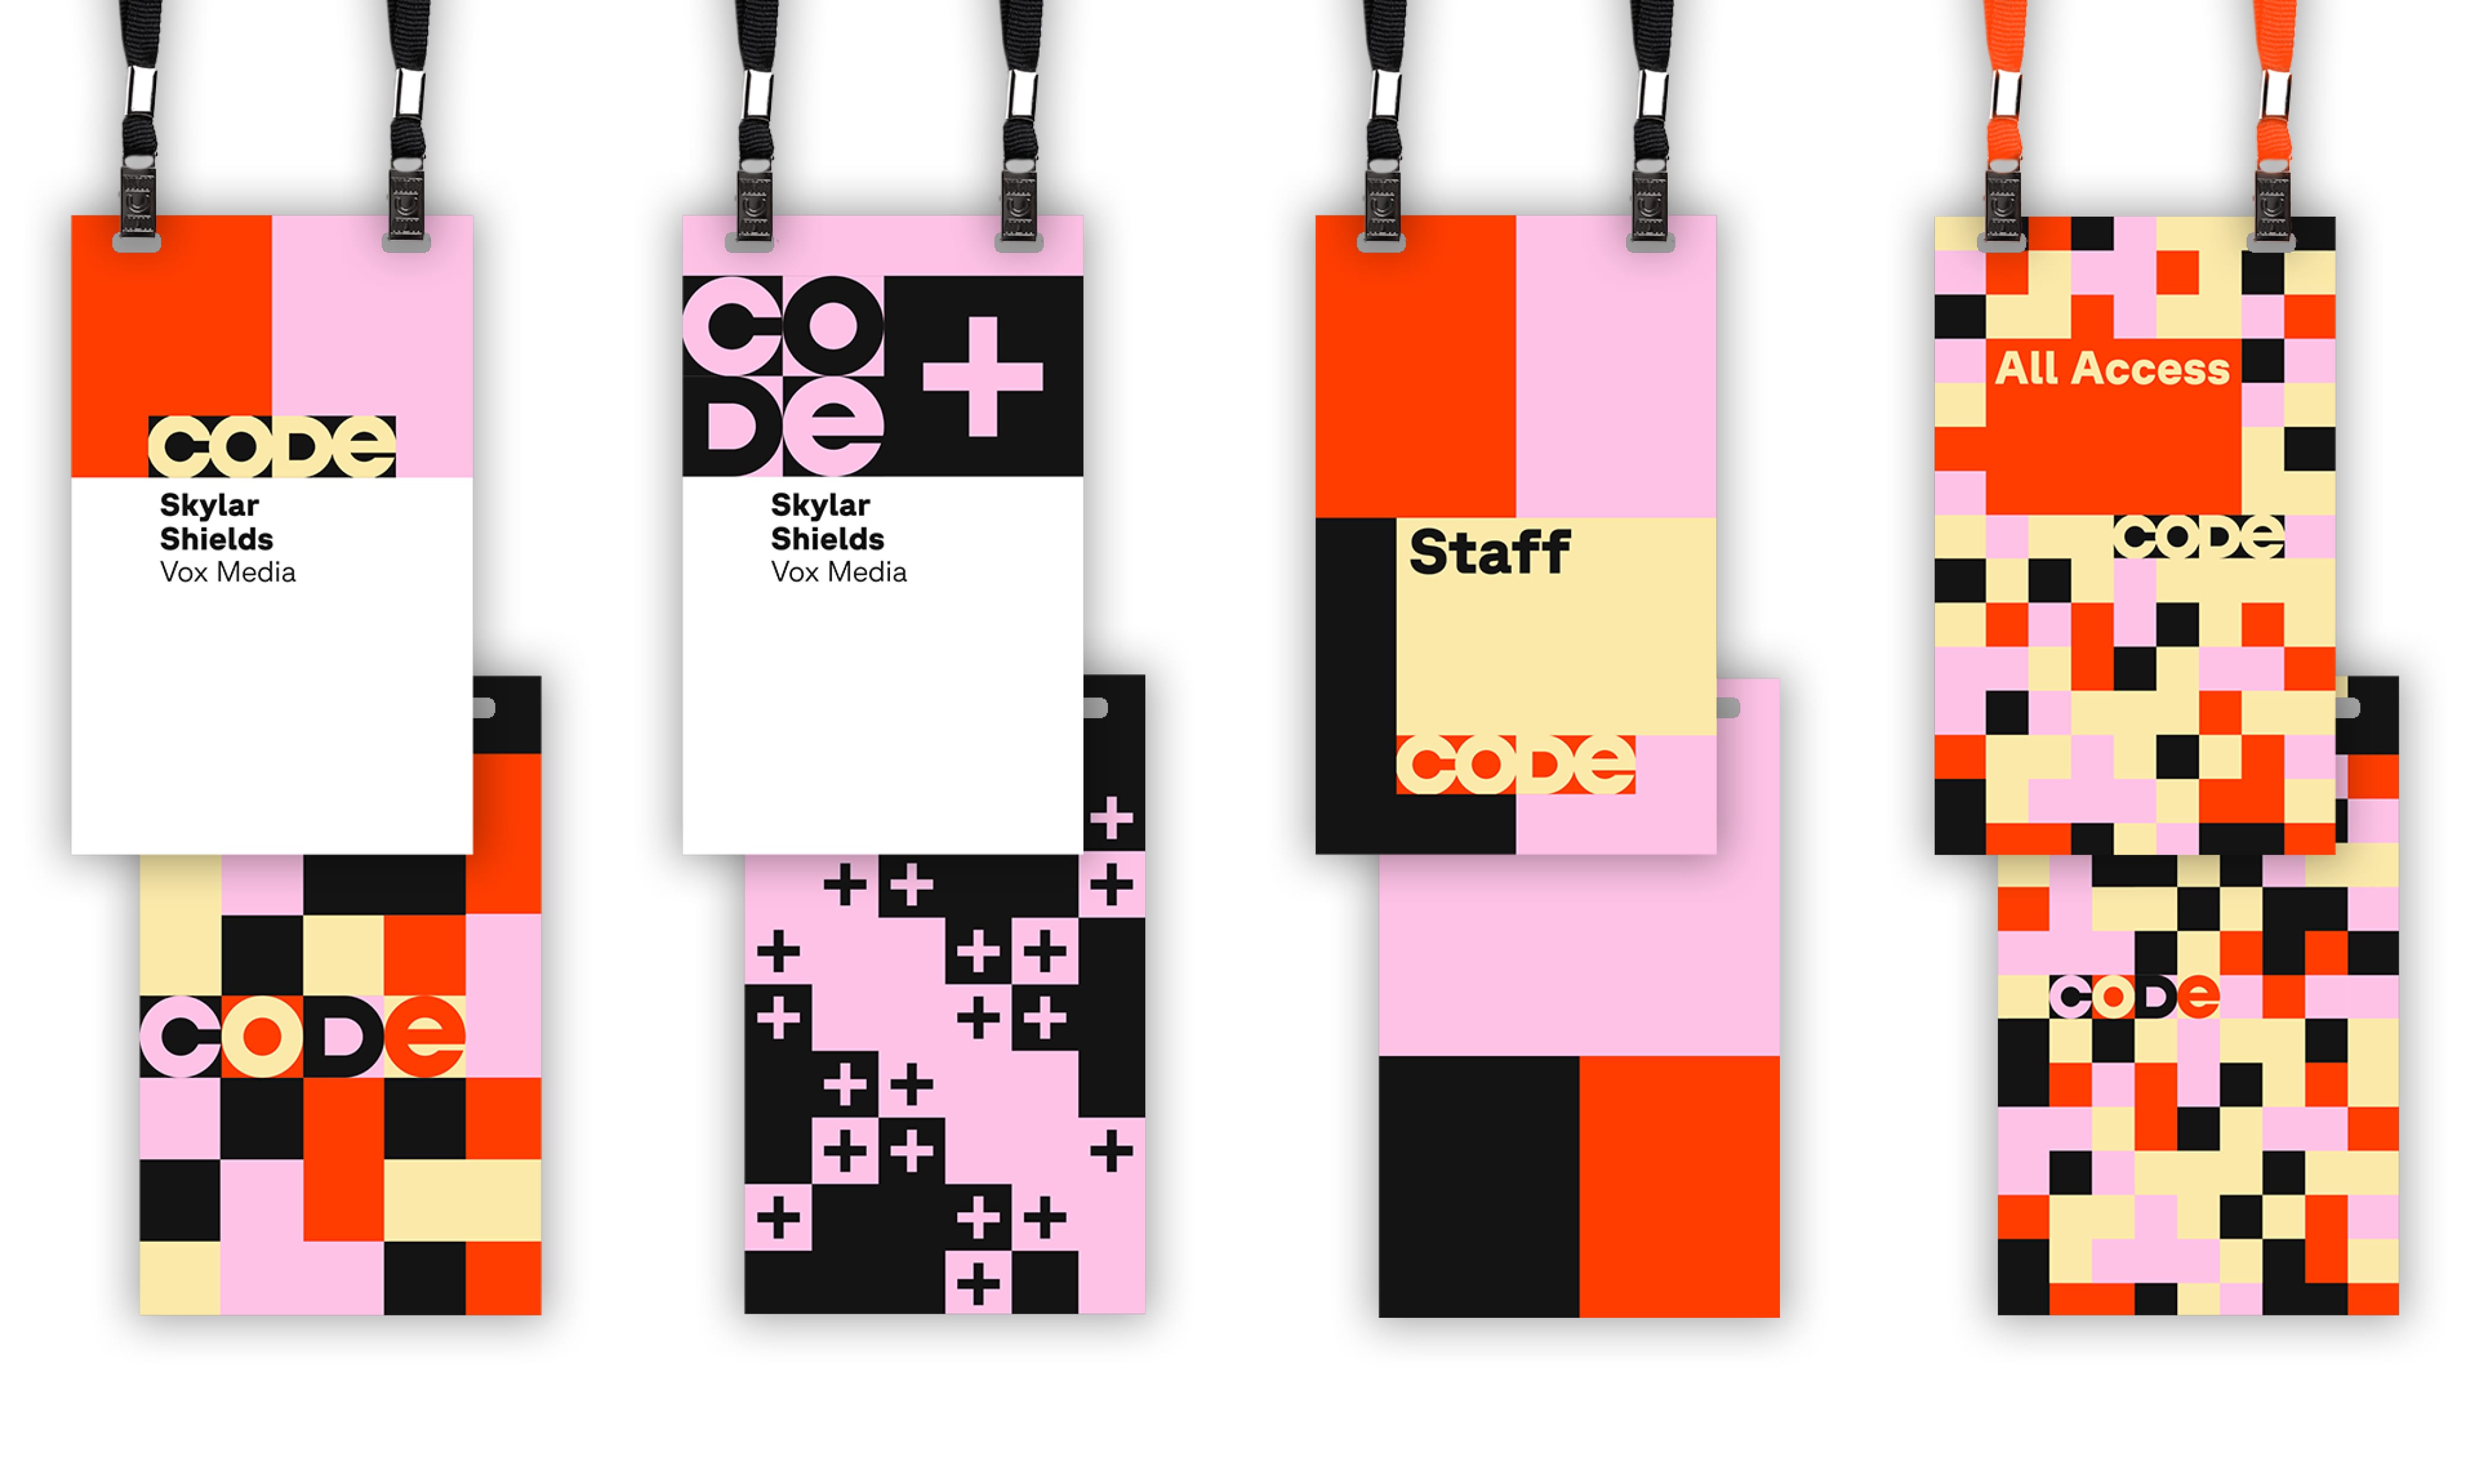 CODE
Skylar
Shields
Vox Media
CODE
CO
De
+
Skylar
Shields
Vox Media
Staff
CODE
All Access
CODE
CODE